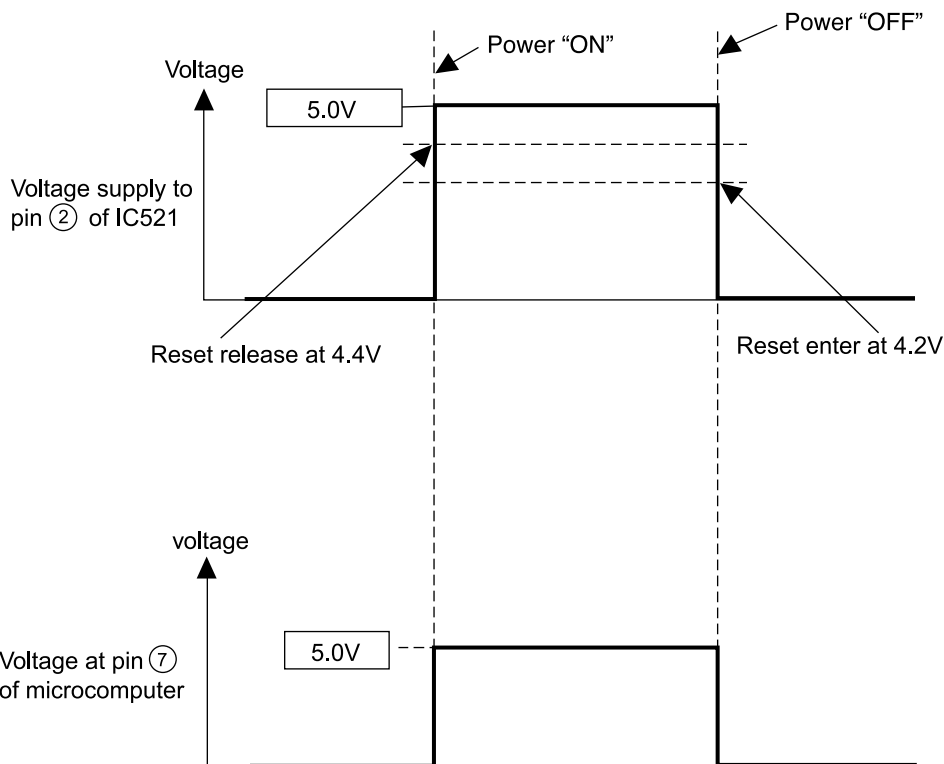 Power “OFF”
Power “ON”
Voltage
5.0V
Voltage supply to
pin 2 of IC521
Reset release at 4.4V
Reset enter at 4.2V
voltage
5.0V
Voltage at pin 7
of microcomputer